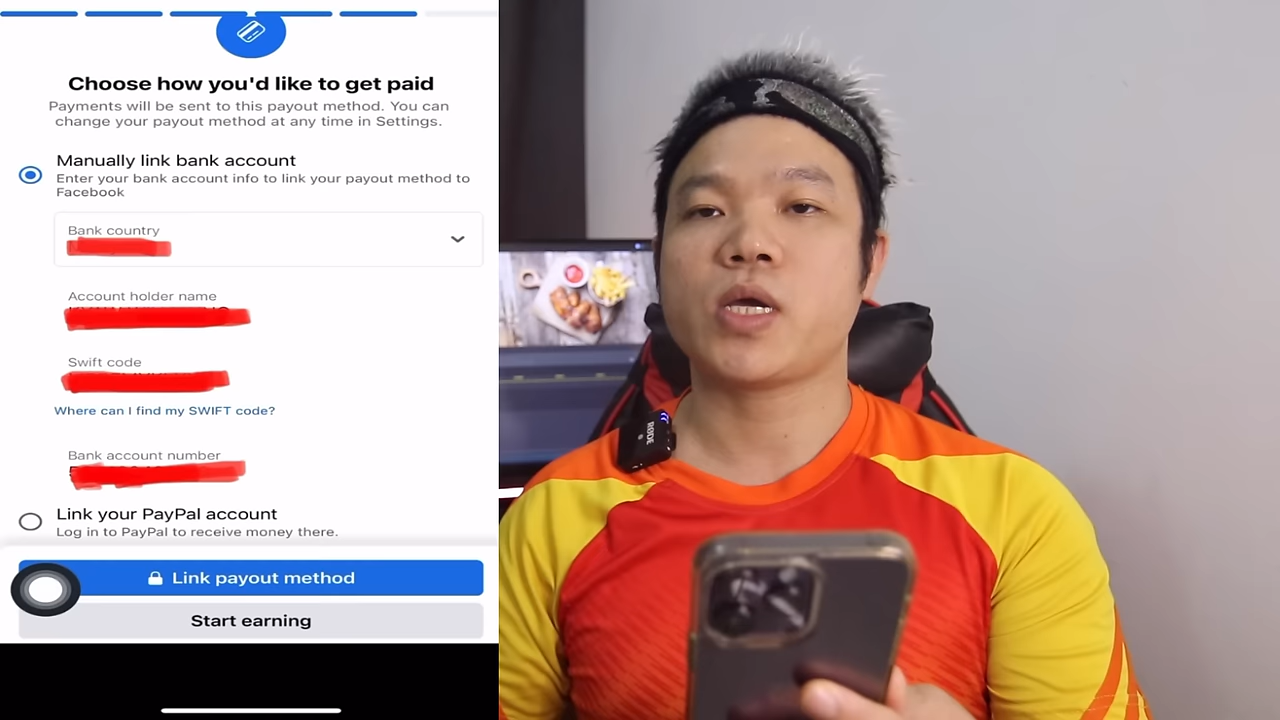 Choose how you'd like to get paid
Payments will be sent to this payout method. You can
change your payout method at any time in Settings.
Manually link bank account
Enter your bank account info to link your payout method to
Facebook
Bank country
Account holder name
Swift code
Where can I find my SWIFT code?
Bank account number
Link your PayPal account
Log in to PayPal to receive money there.
Link payout method
Start earning
RØDE